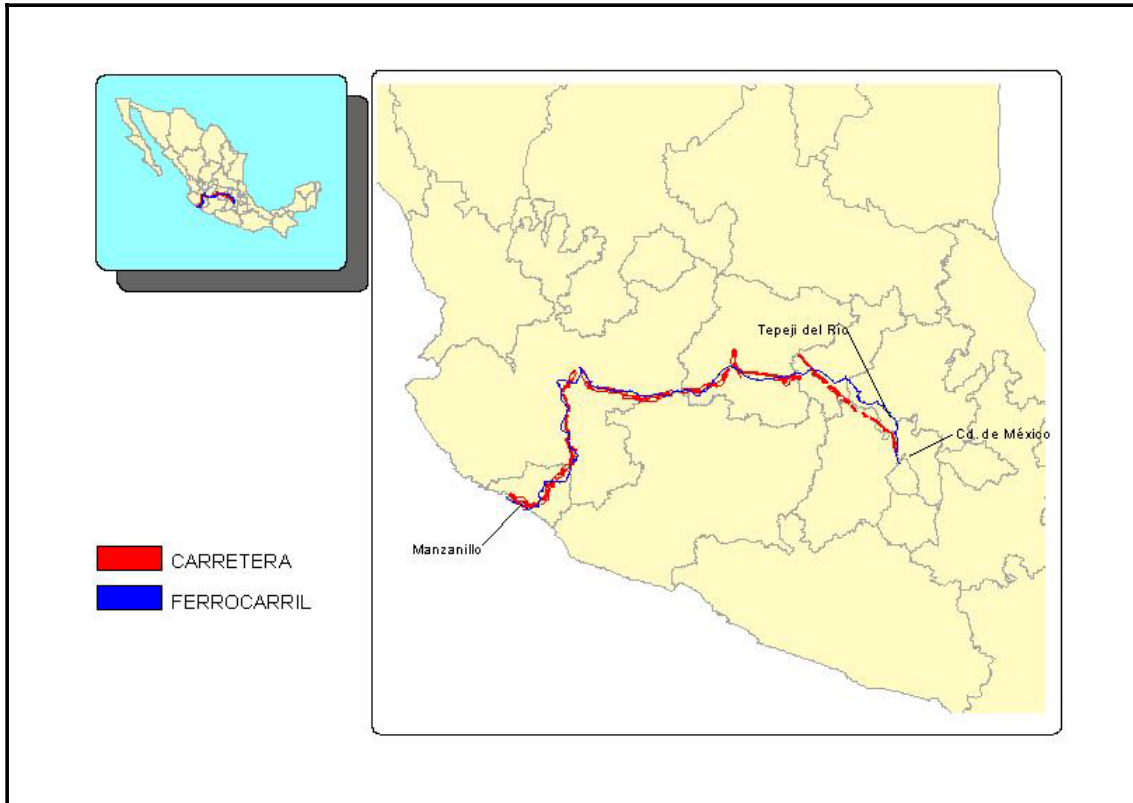 Tepeji del Río
Cd. de México
Manzanillo
CARRETERA
FERROCARRIL